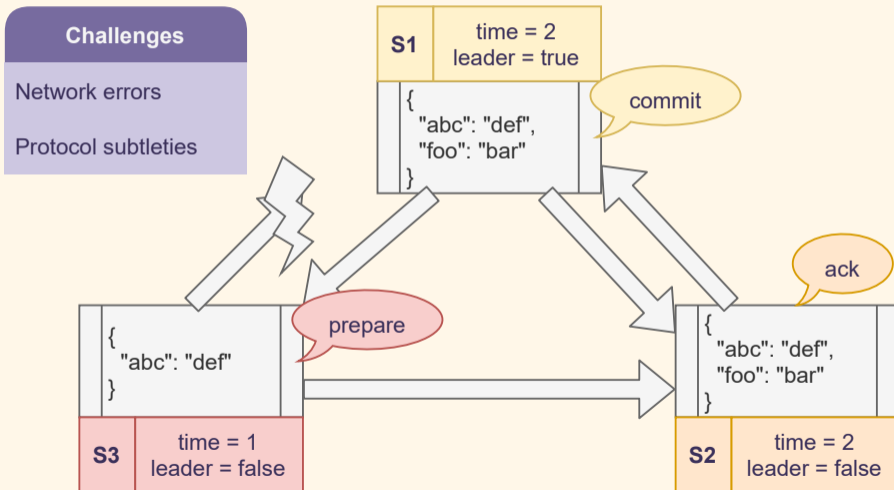 Challenges
Network errors
Protocol subtleties
S1
time = 2
leader = true
{
"abc": "def",
"foo": "bar"
}
commit
ack
prepare
{
"abc": "def"
}
S3
time = 1
leader = false
{
"abc": "def",
"foo": "bar"
}
S2
time = 2
leader = false